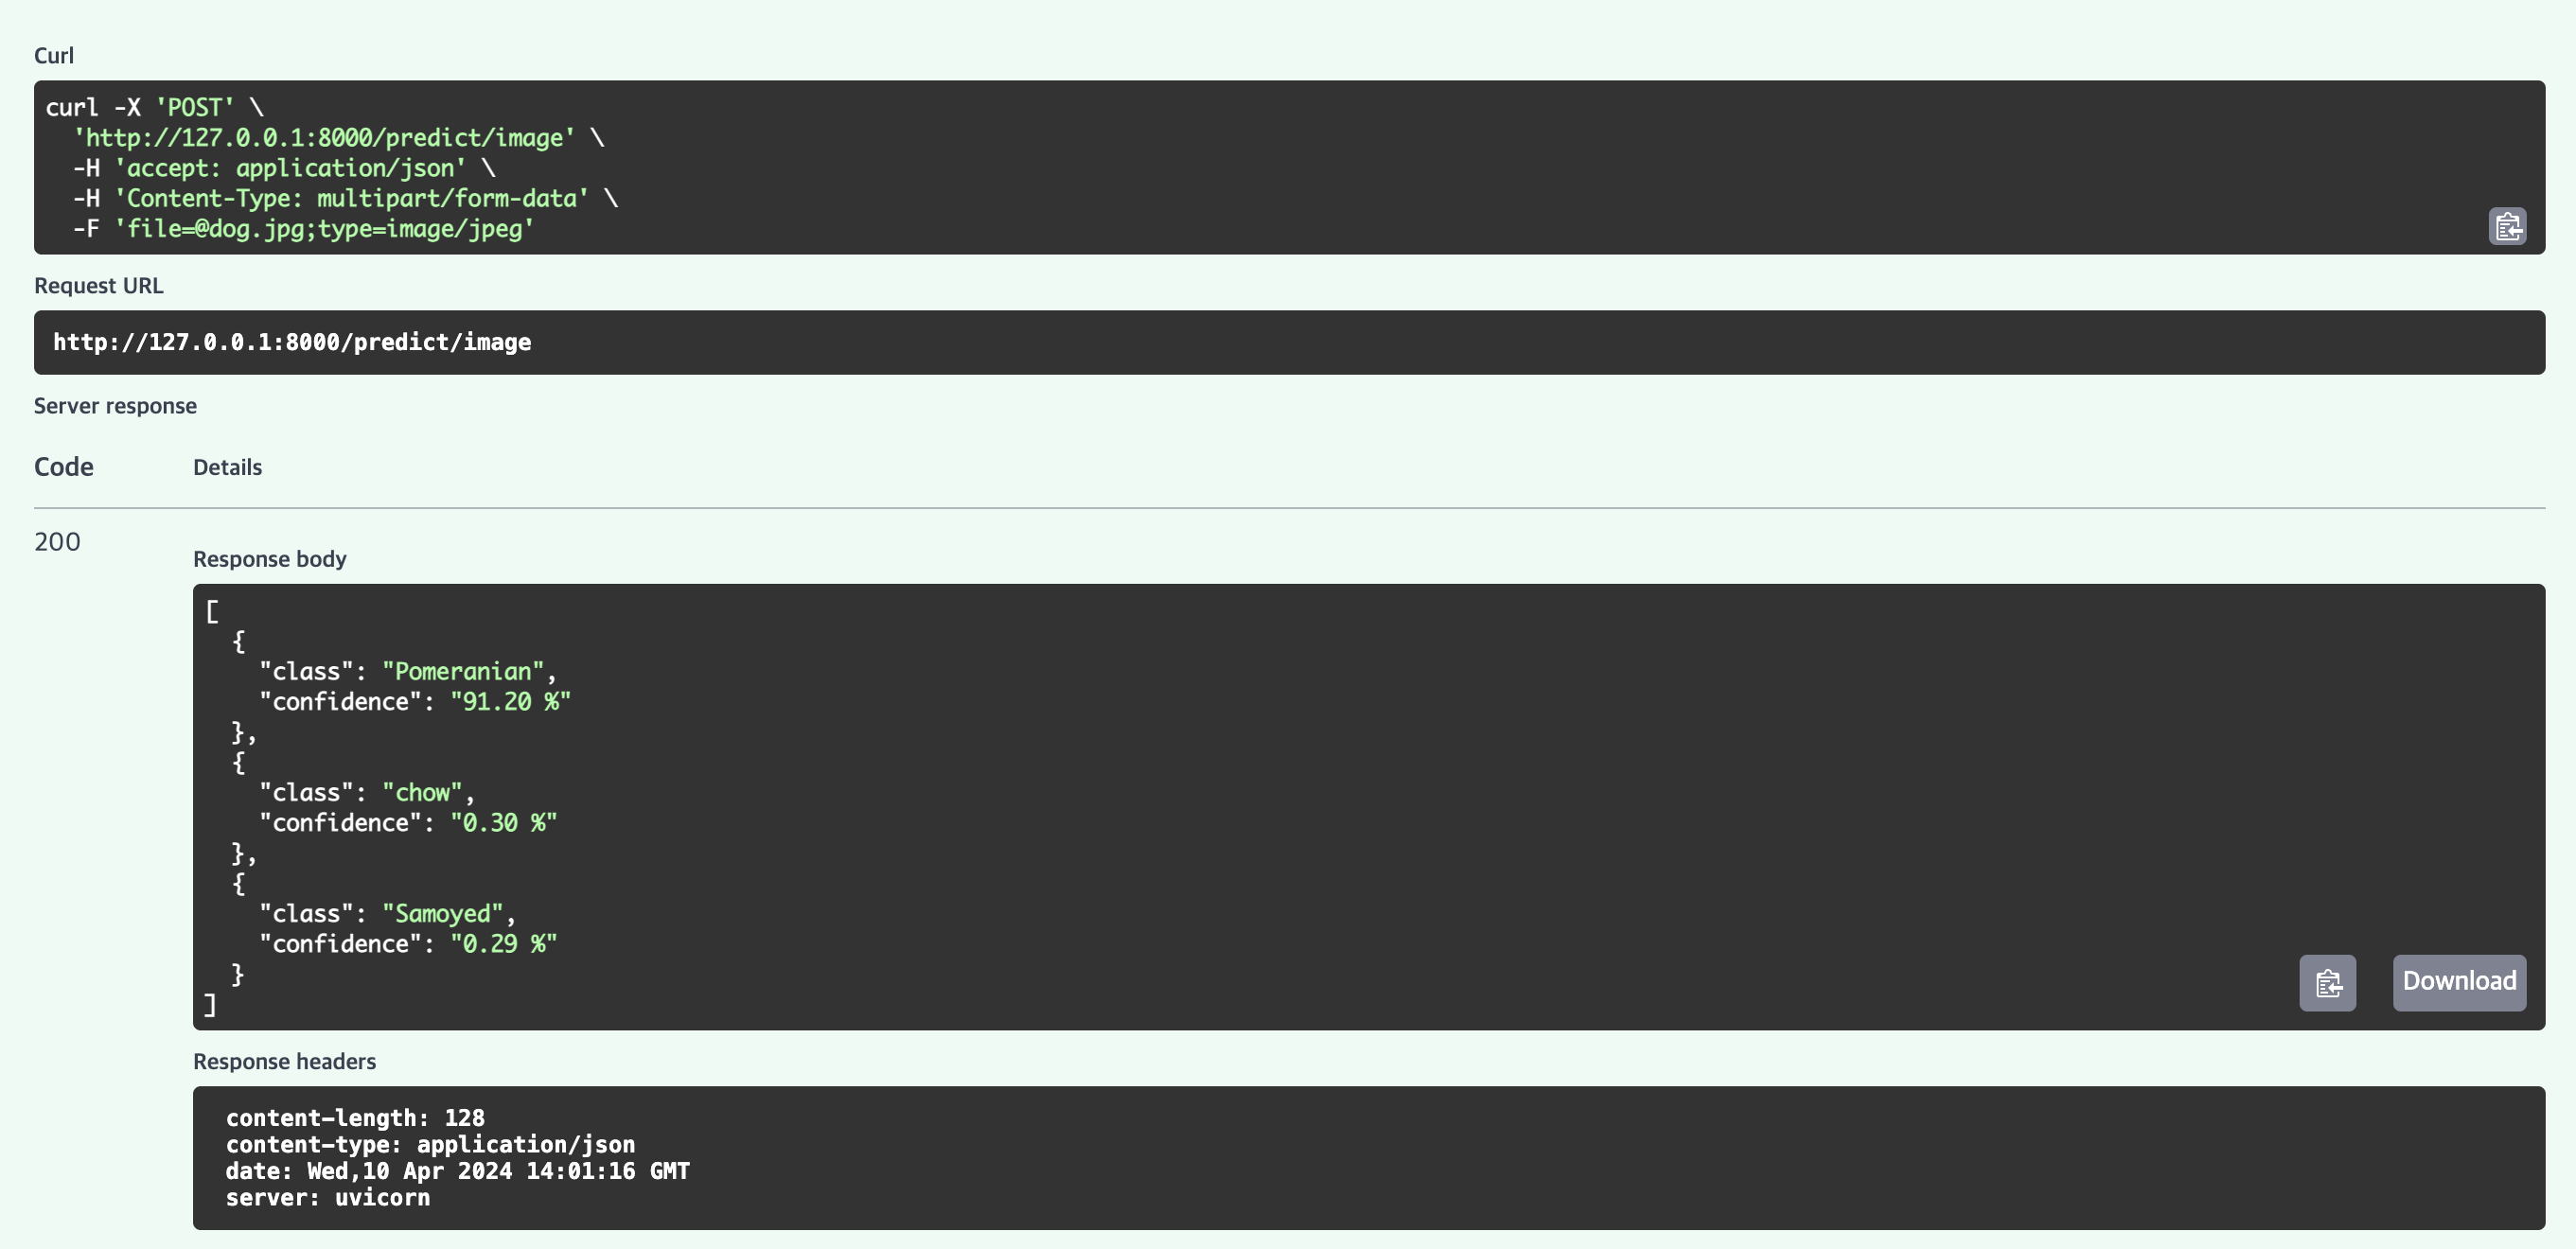 Curl
curl -X 'POST' \
  'http://127.0.0.1:8000/predict/image' \
  -H 'accept: application/json' \
  -H 'Content-Type: multipart/form-data' \
  -F 'file=@dog.jpg;type=image/jpeg'
Request URL
http://127.0.0.1:8000/predict/image
Server response
Code Details
200
Response body
[
  {
    "class": "Pomeranian",
    "confidence": "91.20 %"
  },
  {
    "class": "chow",
    "confidence": "0.30 %"
  },
  {
    "class": "Samoyed",
    "confidence": "0.29 %"
  }
]
Download
Response headers
content-length: 128
content-type: application/json
date: Wed,10 Apr 2024 14:01:16 GMT
server: uvicorn